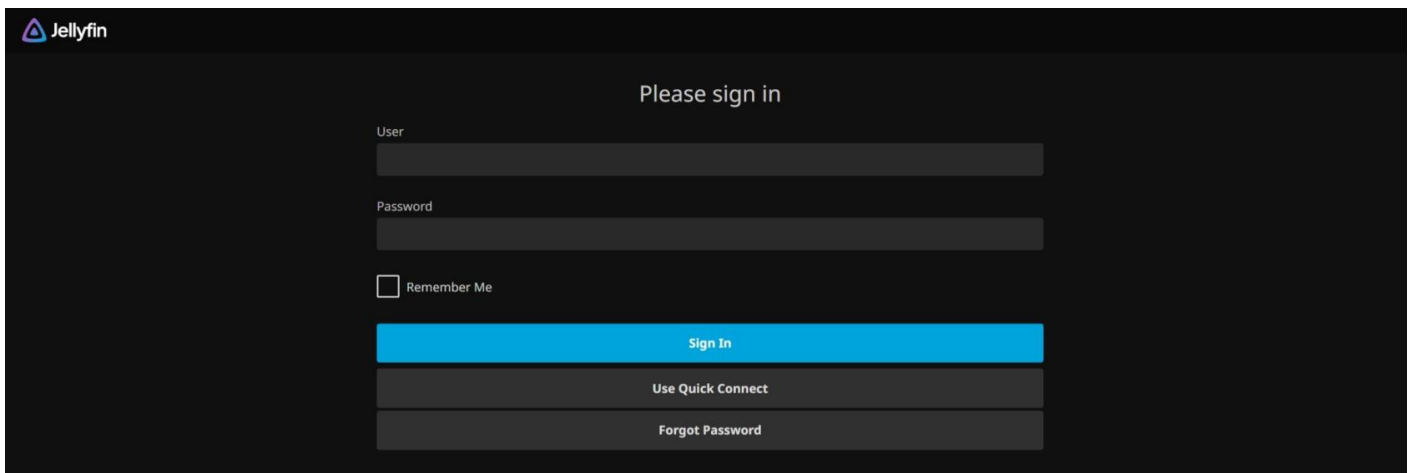 Jellyfin
Please sign in
User
Password
Remember Me
Sign In
Use Quick Connect
Forgot Password